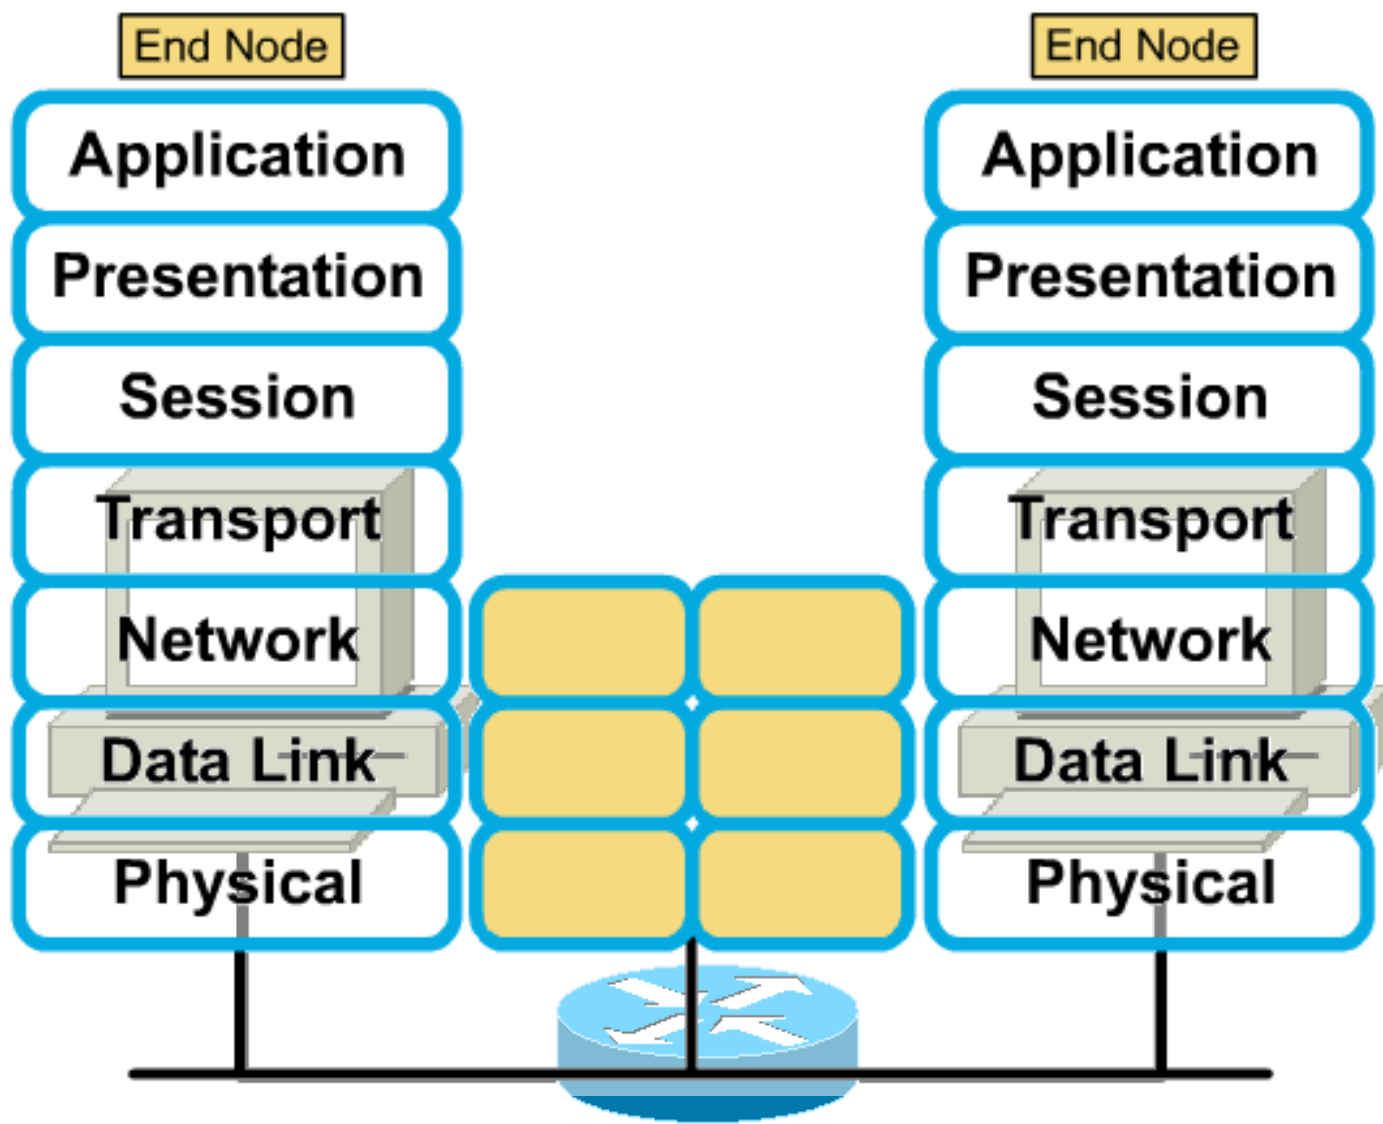 End Node
Application
Presentation
Session
Transport
Network
Data Link
Physical
End Node
Application
Presentation
Session
Transport
Network
Data Link
Physical